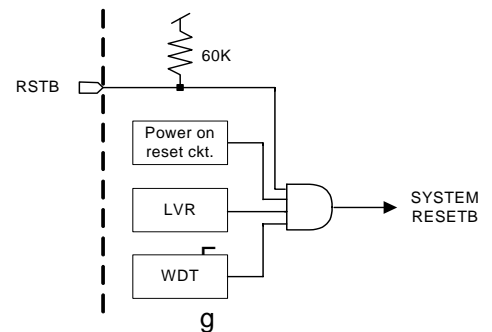 60K
RSTB
Power on
reset ckt.
LVR
SYSTEM
RESETB
WDT
g